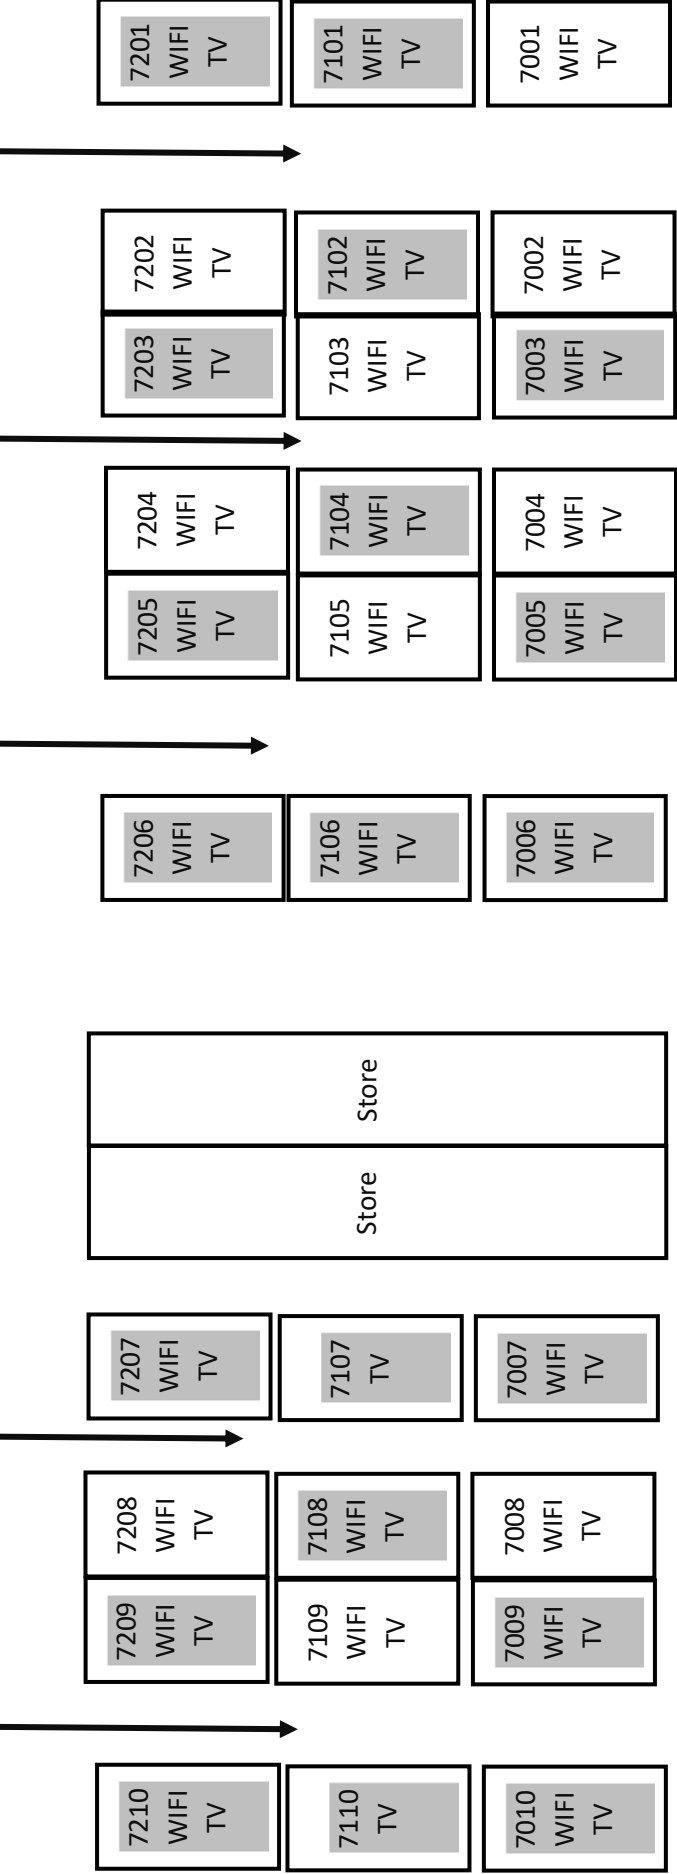 7201
WIFI
TV
7101
WIFI
TV
7001
WIFI
TV
7202
WIFI
TV
7102
WIFI
TV
7002
WIFI
TV
7203
WIFI
TV
7103
WIFI
TV
7003
WIFI
TV
7204
WIFI
TV
7104
WIFI
TV
7004
WIFI
TV
7205
WIFI
TV
7105
WIFI
TV
7005
WIFI
TV
7206
WIFI
TV
7106
WIFI
TV
7006
WIFI
TV
Store
Store
7207
WIFI
TV
7107
TV
7007
WIFI
TV
7208
WIFI
TV
7108
WIFI
TV
7008
WIFI
TV
7209
WIFI
TV
7109
WIFI
TV
7009
WIFI
TV
7210
WIFI
TV
7110
TV
7010
WIFI
TV